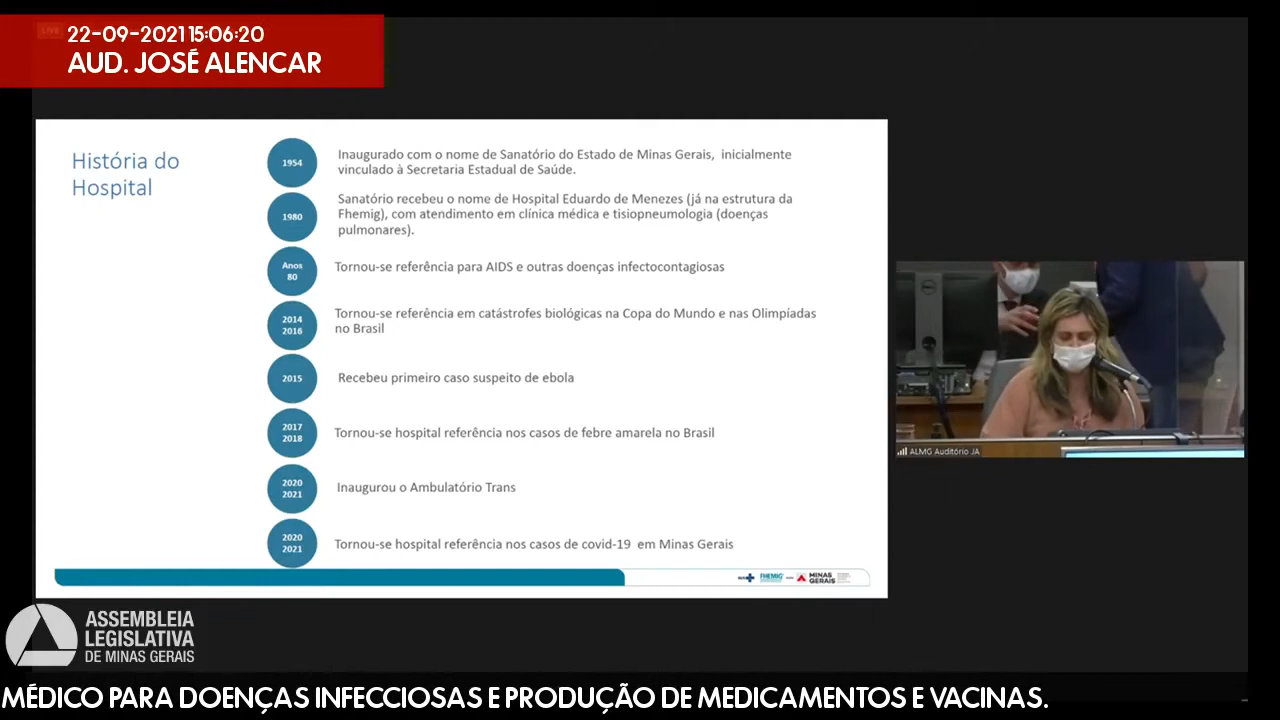 LIVE
22-09-2021 15:06:20
AUD. JOSÉ ALENCAR
História do
Hospital
1954
Inaugurado com o nome de Sanatório do Estado de Minas Gerais, inicialmente
vinculado à Secretaria Estadual de Saúde.
1980
Sanatório recebeu o nome de Hospital Eduardo de Menezes (já na estrutura da
Fhemig), com atendimento em clínica médica e tisiopneumologia (doenças
pulmonares).
Anos
80
Tornou-se referência para AIDS e outras doenças infectocontagiosas
2014
2016
Tornou-se referência em catástrofes biológicas na Copa do Mundo e nas Olimpíadas
no Brasil
2015
Recebeu primeiro caso suspeito de ebola
2017
2018
Tornou-se hospital referência nos casos de febre amarela no Brasil
2020
2021
Inaugurou o Ambulatório Trans
2020
2021
Tornou-se hospital referência nos casos de covid-19 em Minas Gerais
SUS
FHEMIG
MINAS
GERAIS
ALMG Auditório JA
ASSEMBLEIA
LEGISLATIVA
DE MINAS GERAIS
MÉDICO PARA DOENÇAS INFECCIOSAS E PRODUÇÃO DE MEDICAMENTOS E VACINAS.